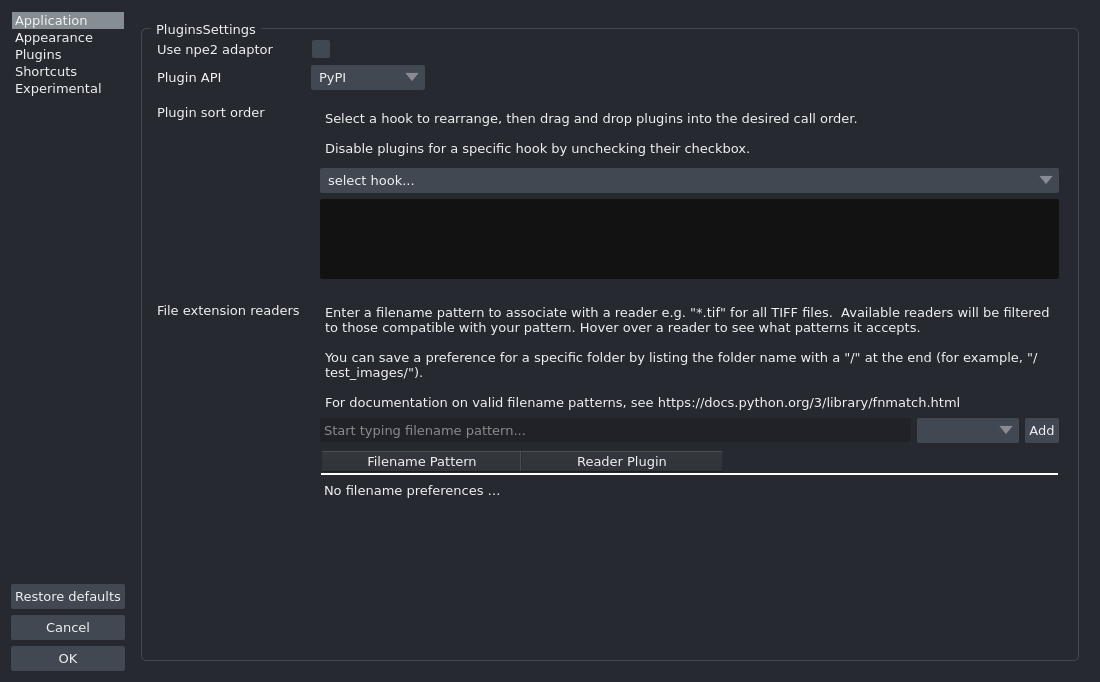 Application
Appearance
Plugins
Shortcuts
Experimental
PluginsSettings
Use npe2 adaptor
Plugin API
PyPI
Plugin sort order
Select a hook to rearrange, then drag and drop plugins into the desired call order.
Disable plugins for a specific hook by unchecking their checkbox.
select hook...
File extension readers
Enter a filename pattern to associate with a reader e.g. "*.tif" for all TIFF files.  Available readers will be filtered
to those compatible with your pattern. Hover over a reader to see what patterns it accepts.
You can save a preference for a specific folder by listing the folder name with a "/" at the end (for example, "/
test_images/").
For documentation on valid filename patterns, see https://docs.python.org/3/library/fnmatch.html
Start typing filename pattern...
Add
Filename Pattern
Reader Plugin
No filename preferences ...
Restore defaults
Cancel
OK